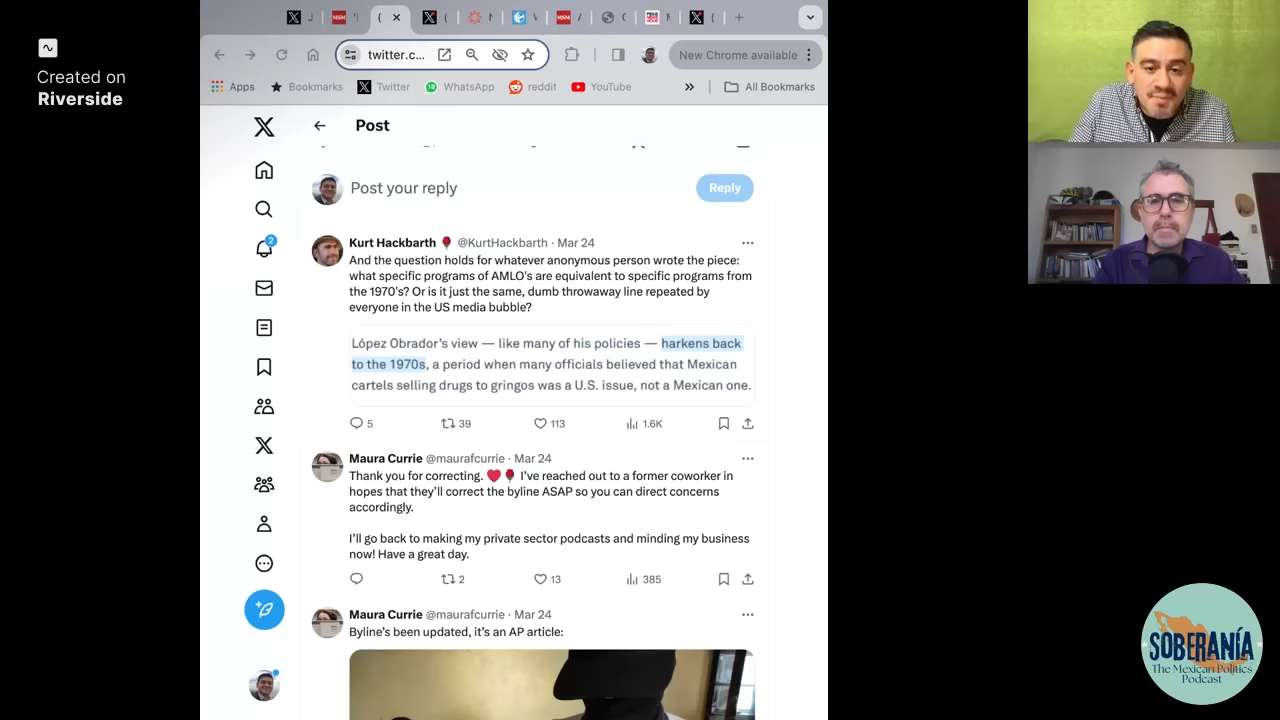 Created on
Riverside
twitter.c...
New Chrome available
Apps
Bookmarks
Twitter
WhatsApp
reddit
YouTube
All Bookmarks
Post
Post your reply
Reply
2
Kurt Hackbarth 🌹 @KurtHackbarth · Mar 24
And the question holds for whatever anonymous person wrote the piece:
what specific programs of AMLO's are equivalent to specific programs from
the 1970's? Or is it just the same, dumb throwaway line repeated by
everyone in the US media bubble?
López Obrador's view — like many of his policies — harkens back
to the 1970s, a period when many officials believed that Mexican
cartels selling drugs to gringos was a U.S. issue, not a Mexican one.
5 39 113 1.6K
Maura Currie @maurafcurrie · Mar 24
Thank you for correcting. ❤️🌹 I've reached out to a former coworker in
hopes that they'll correct the byline ASAP so you can direct concerns
accordingly.
I'll go back to making my private sector podcasts and minding my business
now! Have a great day.
2 13 385
Maura Currie @maurafcurrie · Mar 24
Byline's been updated, it's an AP article:
SOBERANÍA
The Mexican Politics
Podcast